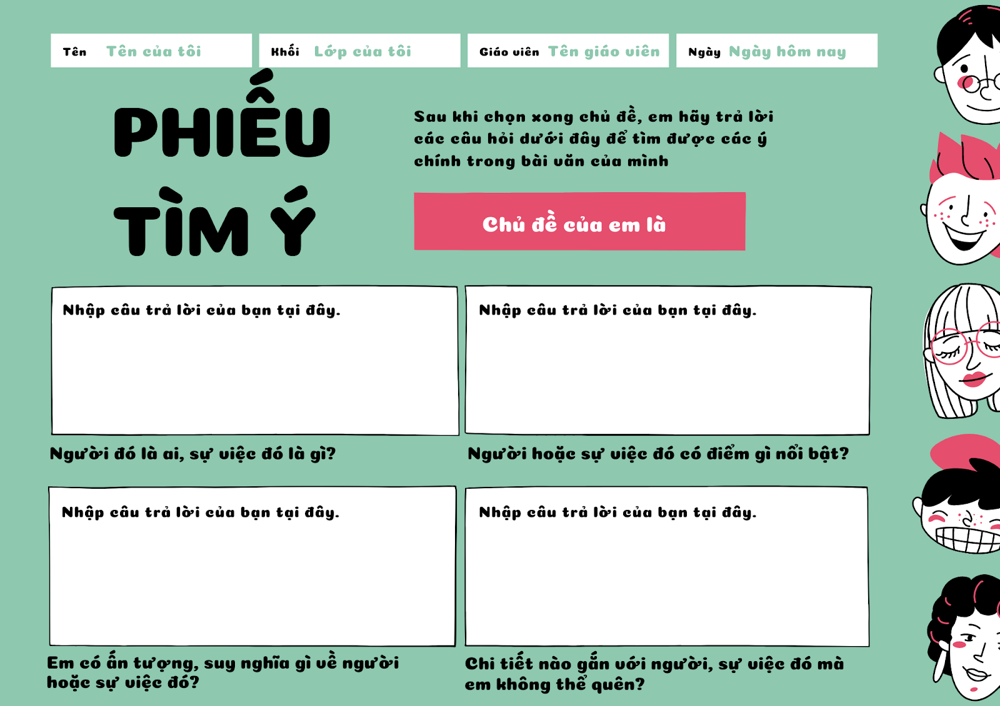 Tên Tên của tôi
Khối Lớp của tôi
Giáo viên Tên giáo viên
Ngày Ngày hôm nay
PHIẾU
TÌM Ý
Sau khi chọn xong chủ đề, em hãy trả lời
các câu hỏi dưới đây để tìm được các ý
chính trong bài văn của mình
Chủ đề của em là
Nhập câu trả lời của bạn tại đây.
Người đó là ai, sự việc đó là gì?
Nhập câu trả lời của bạn tại đây.
Người hoặc sự việc đó có điểm gì nổi bật?
Nhập câu trả lời của bạn tại đây.
Em có ấn tượng, suy nghĩa gì về người
hoặc sự việc đó?
Nhập câu trả lời của bạn tại đây.
Chi tiết nào gắn với người, sự việc đó mà
em không thể quên?